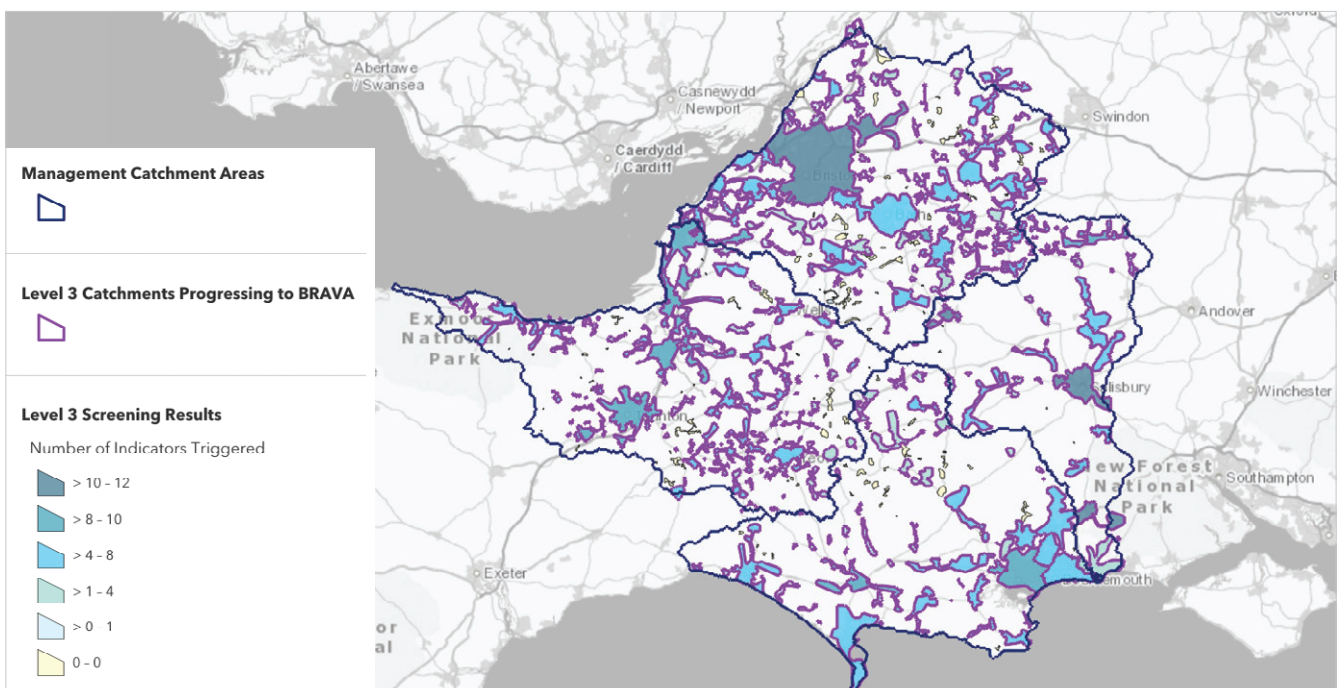 Management Catchment Areas
Level 3 Catchments Progressing to BRAVA
Level 3 Screening Results
Number of Indicators Triggered
> 10 - 12
> 8 - 10
> 4 - 8
> 1 - 4
> 0 - 1
0 - 0
Abertawe
/ Swansea
Casnewydd
/ Newport
Caerdydd
/ Cardiff
Swindon
Exmoor
National
Park
Andover
Salisbury
Winchester
New Forest
National
Park
Southampton
Exeter